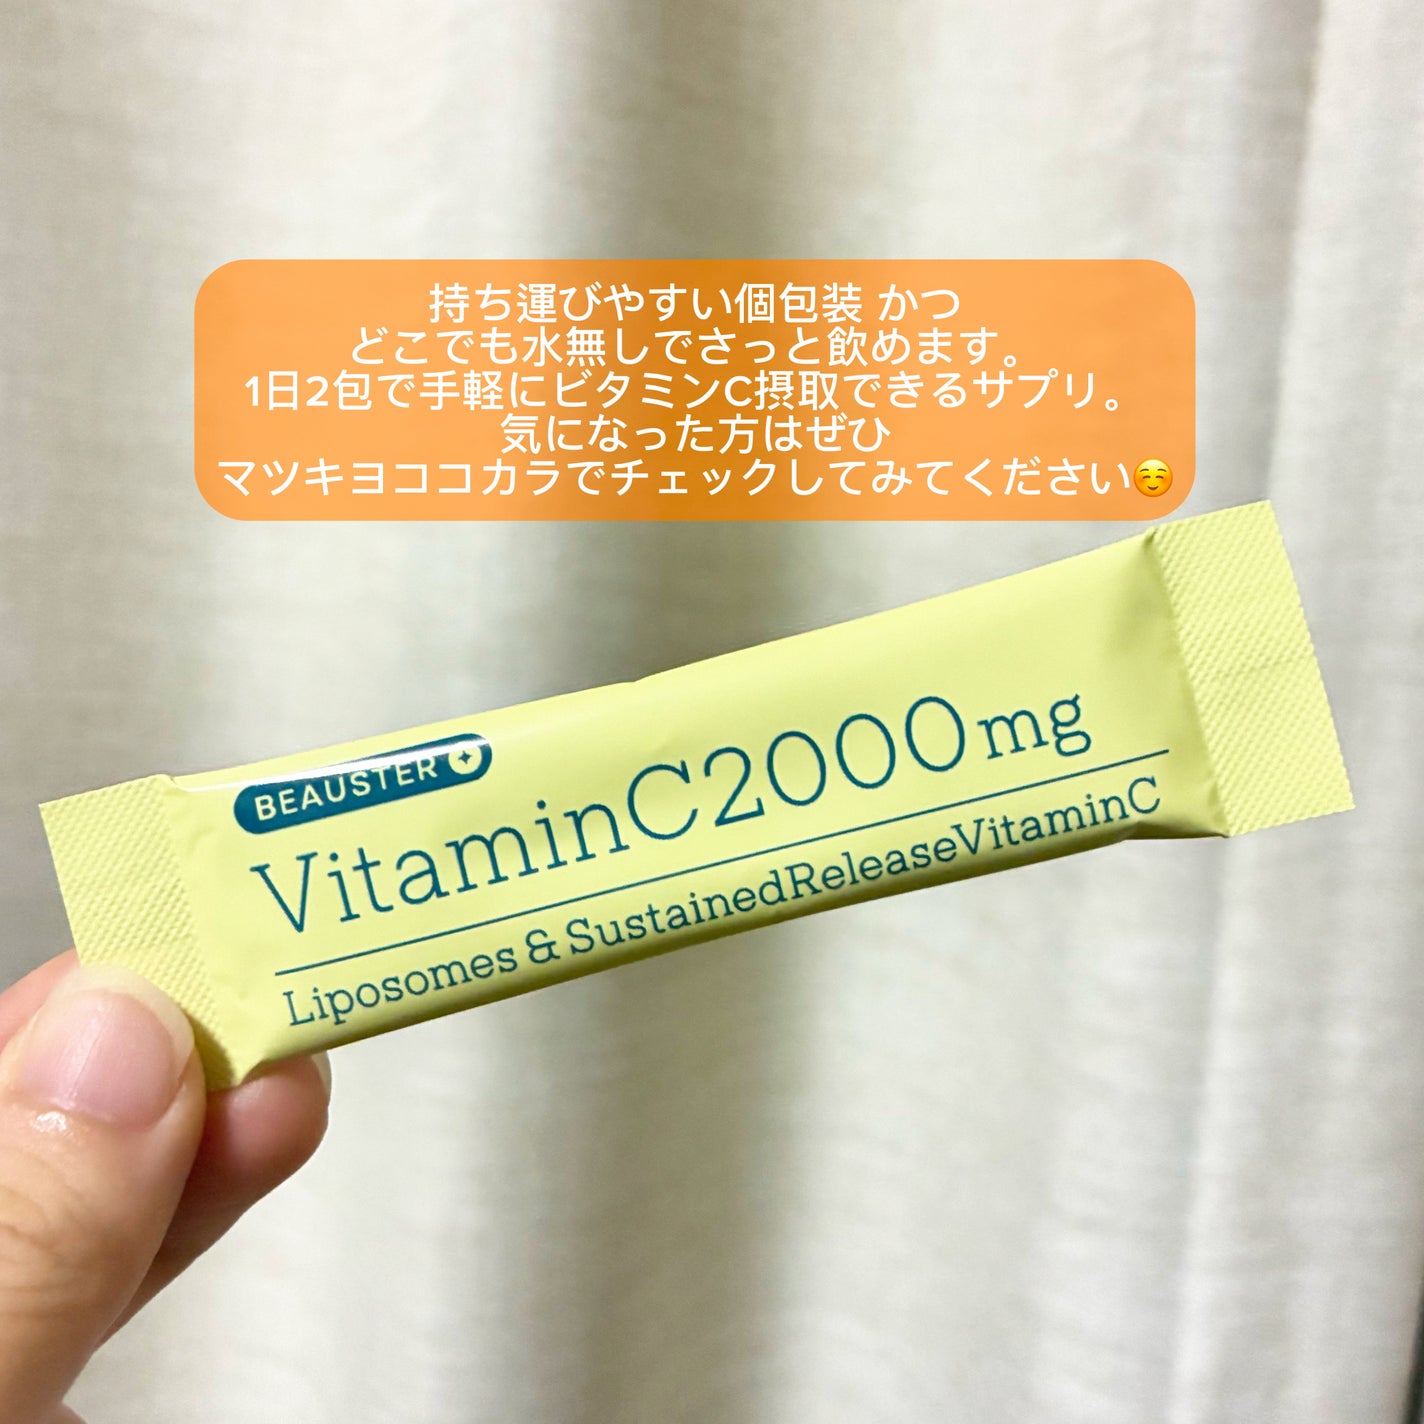 持ち運びやすい個包装 かつ
どこでも水無しでさっと飲めます。
1日2包で手軽にビタミンC摂取できるサプリ。
気になった方はぜひ
マツキヨココカラでチェックしてみてください☺️
BEAUSTER
VitaminC2000mg
Liposomes & SustainedReleaseVitaminC